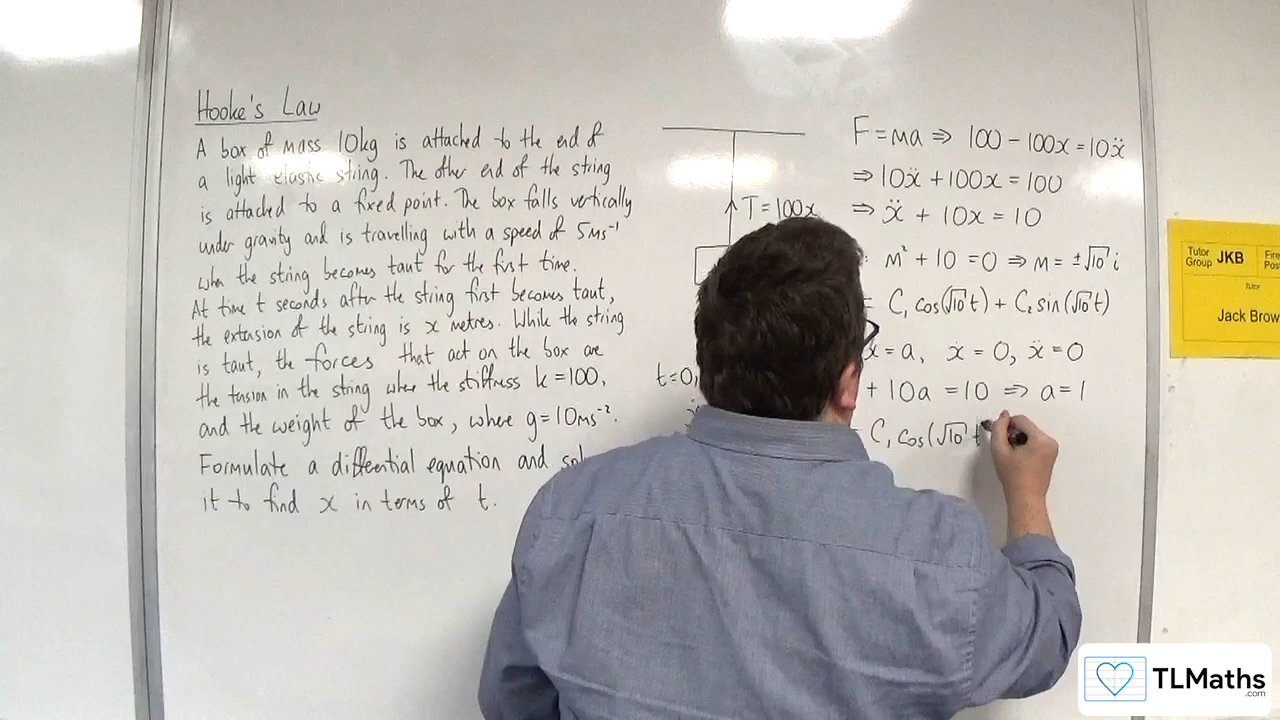 Hooke's Law
A box of mass 10kg is attached to the end of
a light elastic string. The other end of the string
is attached to a fixed point. The box falls vertically
under gravity and is travelling with a speed of 5ms⁻¹
when the string becomes taut for the first time.
At time t seconds after the string first becomes taut,
the extension of the string is x metres. While the string
is taut, the forces that act on the box are
the tension in the string where the stiffness k=100,
and the weight of the box, where g=10ms⁻².
Formulate a differential equation and
it to find x in terms of t.
T=100x
t=0,
F=ma ⇒ 100-100x=10ẍ
⇒ 10ẍ+100x=100
⇒ ẍ + 10x = 10
m²+10=0 ⇒ m=±√10 i
= C₁cos(√10 t) + C₂sin(√10 t)
x=a, ẋ=0, ẍ=0
+ 10a = 10 ⇒ a=1
= C₁cos(√10 t
Tutor
Group JKB
Fire
Tutor
Jack Brow
TLMaths
.com